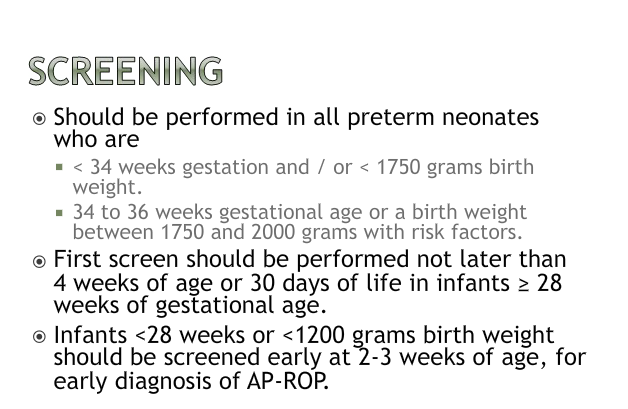 SCREENING
Should be performed in all preterm neonates
who are
< 34 weeks gestation and / or < 1750 grams birth
weight.
34 to 36 weeks gestational age or a birth weight
between 1750 and 2000 grams with risk factors.
First screen should be performed not later than
4 weeks of age or 30 days of life in infants ≥ 28
weeks of gestational age.
Infants <28 weeks or <1200 grams birth weight
should be screened early at 2-3 weeks of age, for
early diagnosis of AP-ROP.